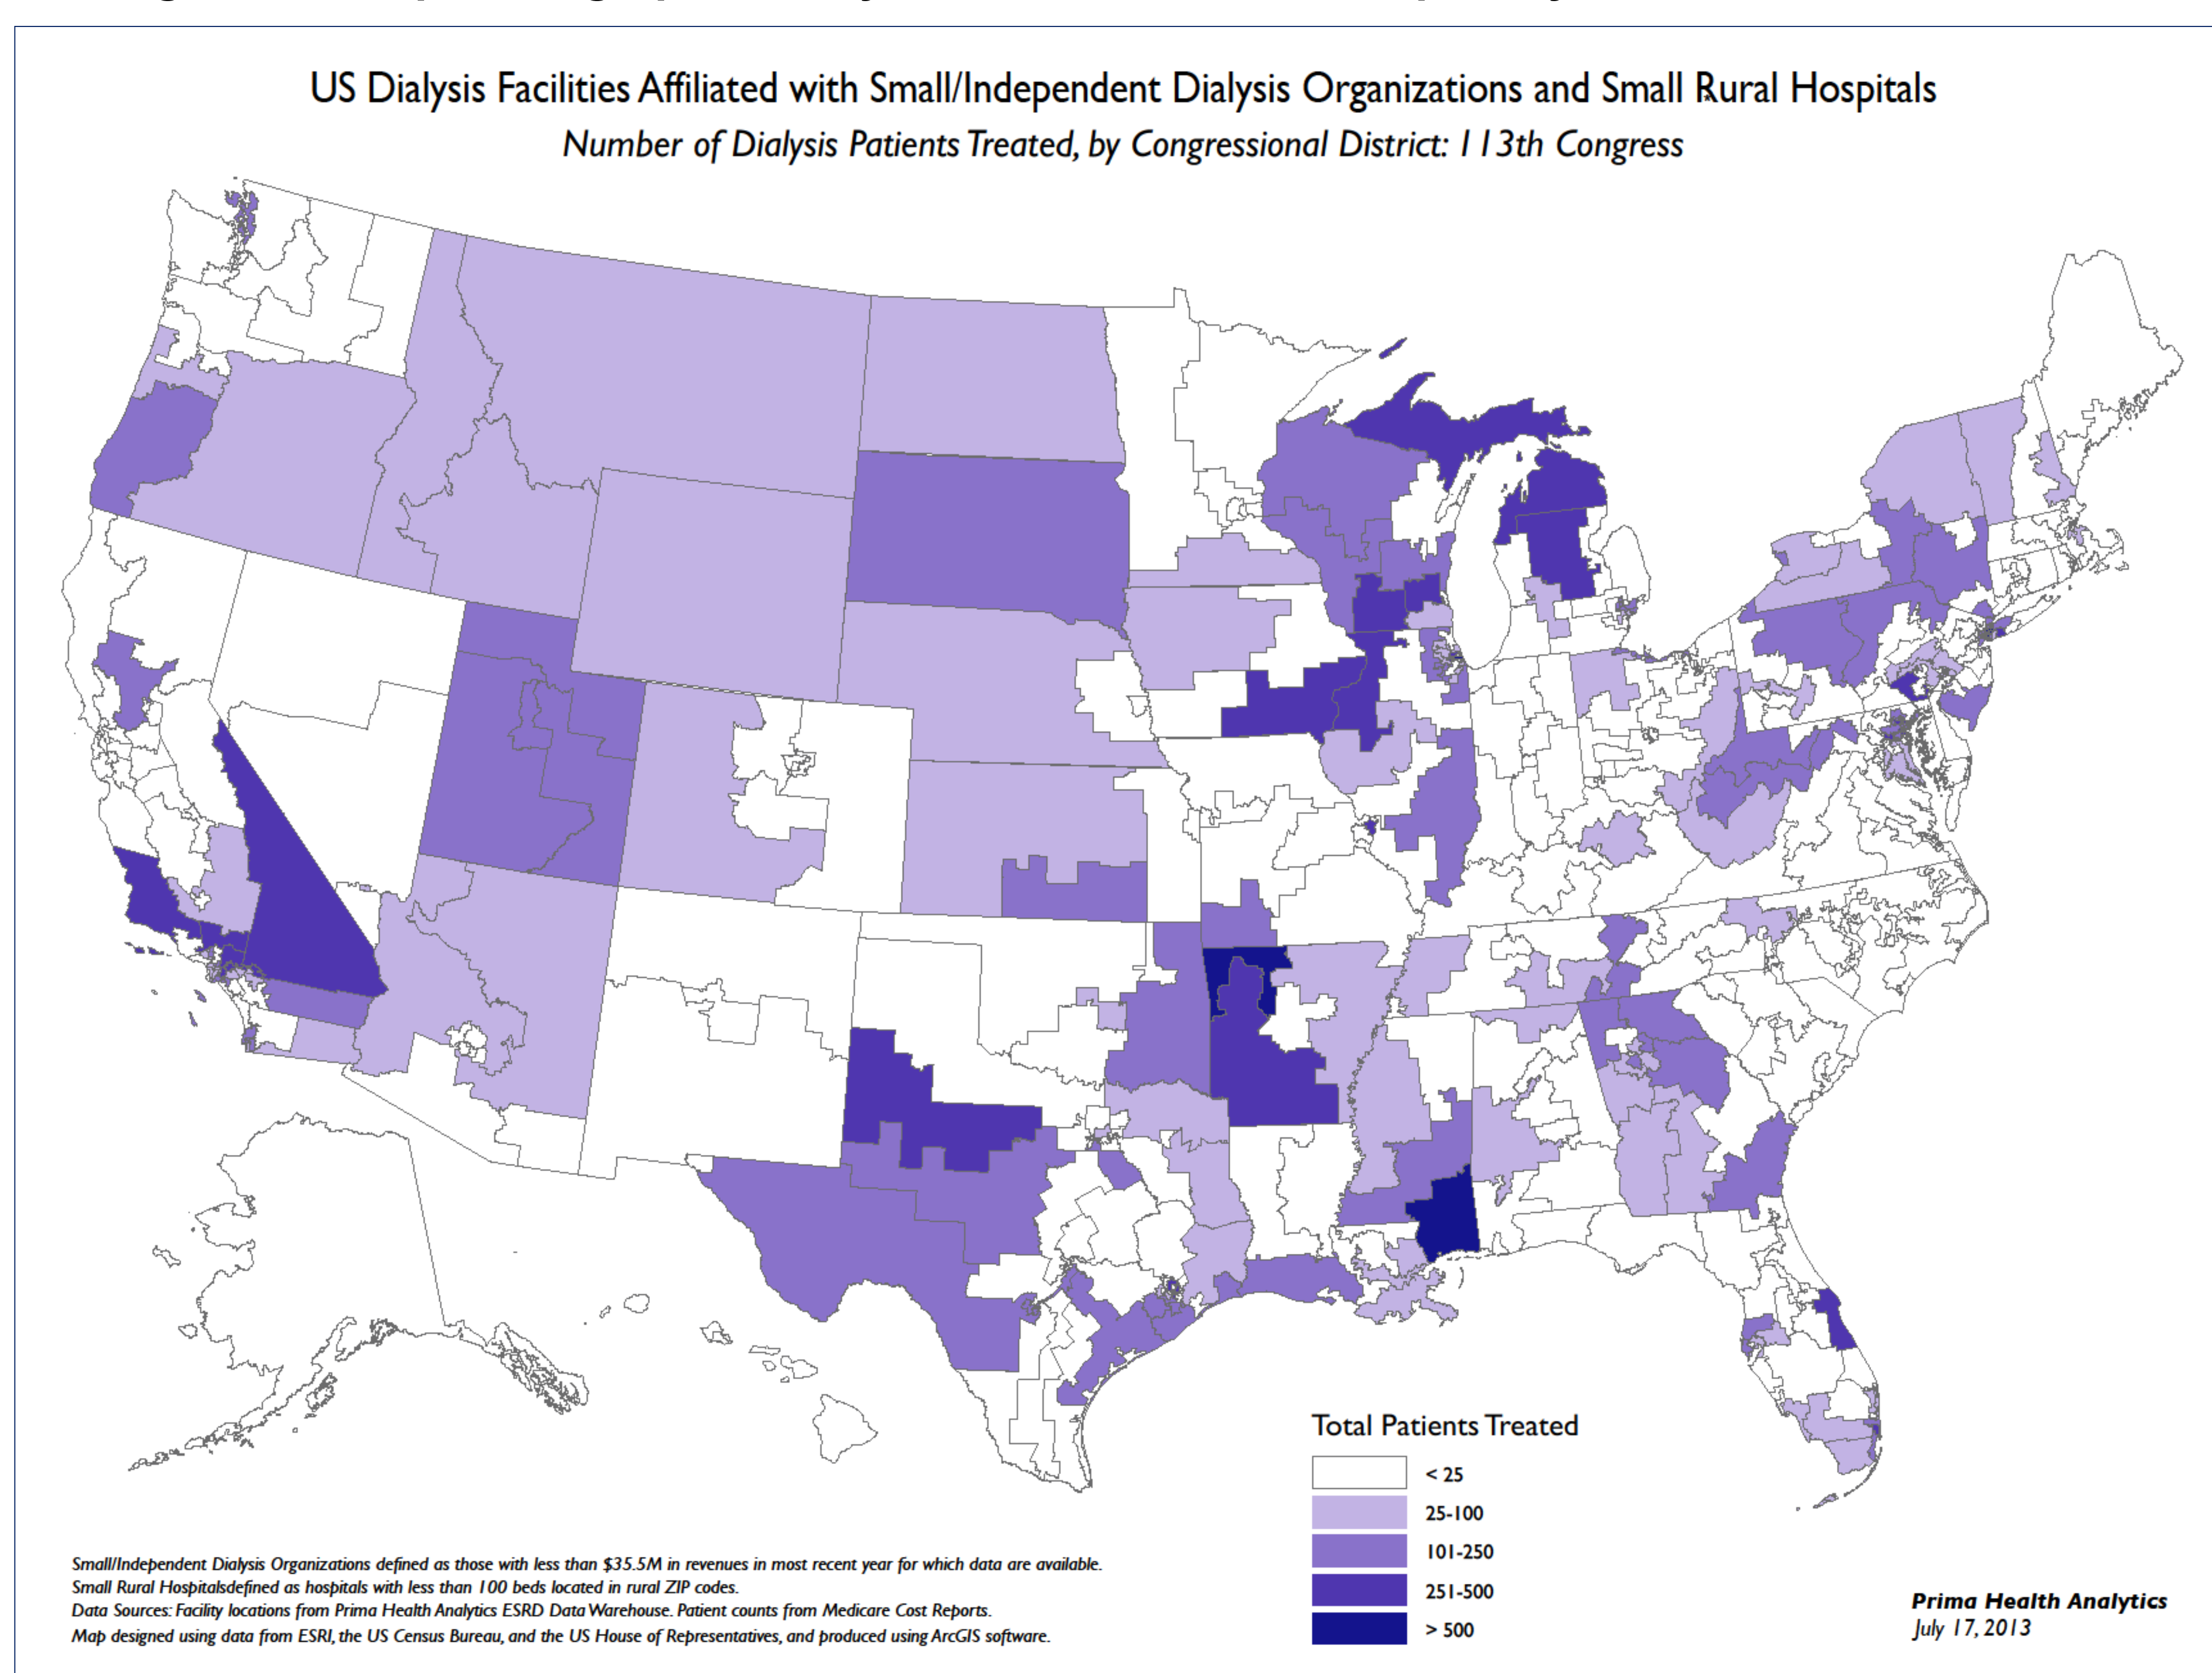 US Dialysis Facilities Affiliated with Small/Independent Dialysis Organizations and Small Rural Hospitals
Number of Dialysis Patients Treated, by Congressional District: 113th Congress
Total Patients Treated
< 25
25-100
101-250
251-500
> 500
Small/Independent Dialysis Organizations defined as those with less than $35.5M in revenues in most recent year for which data are available.
Small Rural Hospitalsdefined as hospitals with less than 100 beds located in rural ZIP codes.
Data Sources: Facility locations from Prima Health Analytics ESRD Data Warehouse. Patient counts from Medicare Cost Reports.
Map designed using data from ESRI, the US Census Bureau, and the US House of Representatives, and produced using ArcGIS software.
Prima Health Analytics
July 17, 2013